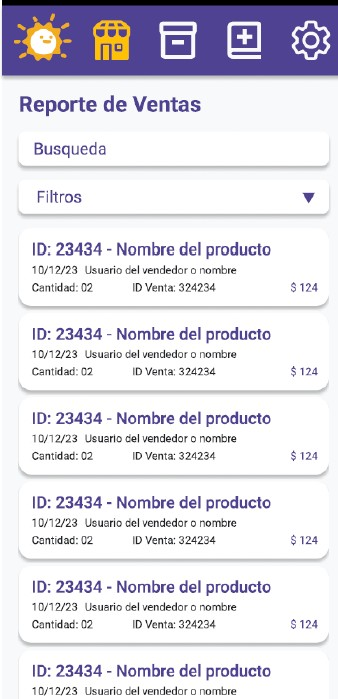 Reporte de Ventas
Busqueda
Filtros
ID: 23434 - Nombre del producto
10/12/23 Usuario del vendedor o nombre
Cantidad: 02 ID Venta: 324234 $ 124
ID: 23434 - Nombre del producto
10/12/23 Usuario del vendedor o nombre
Cantidad: 02 ID Venta: 324234 $ 124
ID: 23434 - Nombre del producto
10/12/23 Usuario del vendedor o nombre
Cantidad: 02 ID Venta: 324234 $ 124
ID: 23434 - Nombre del producto
10/12/23 Usuario del vendedor o nombre
Cantidad: 02 ID Venta: 324234 $ 124
ID: 23434 - Nombre del producto
10/12/23 Usuario del vendedor o nombre
Cantidad: 02 ID Venta: 324234 $ 124
ID: 23434 - Nombre del producto
10/12/23 Usuario del vendedor o nombre